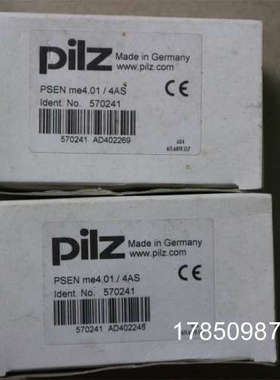 pilz
Made in Germany
www.pilz.com
PSEN me4.01 / 4AS
Ident. No. 570241
CE
570241 AD402269
pilz
Made in Germany
www.pilz.com
PSEN me4.01 / 4AS
Ident. No. 570241
CE
570241 AD402248
17850987